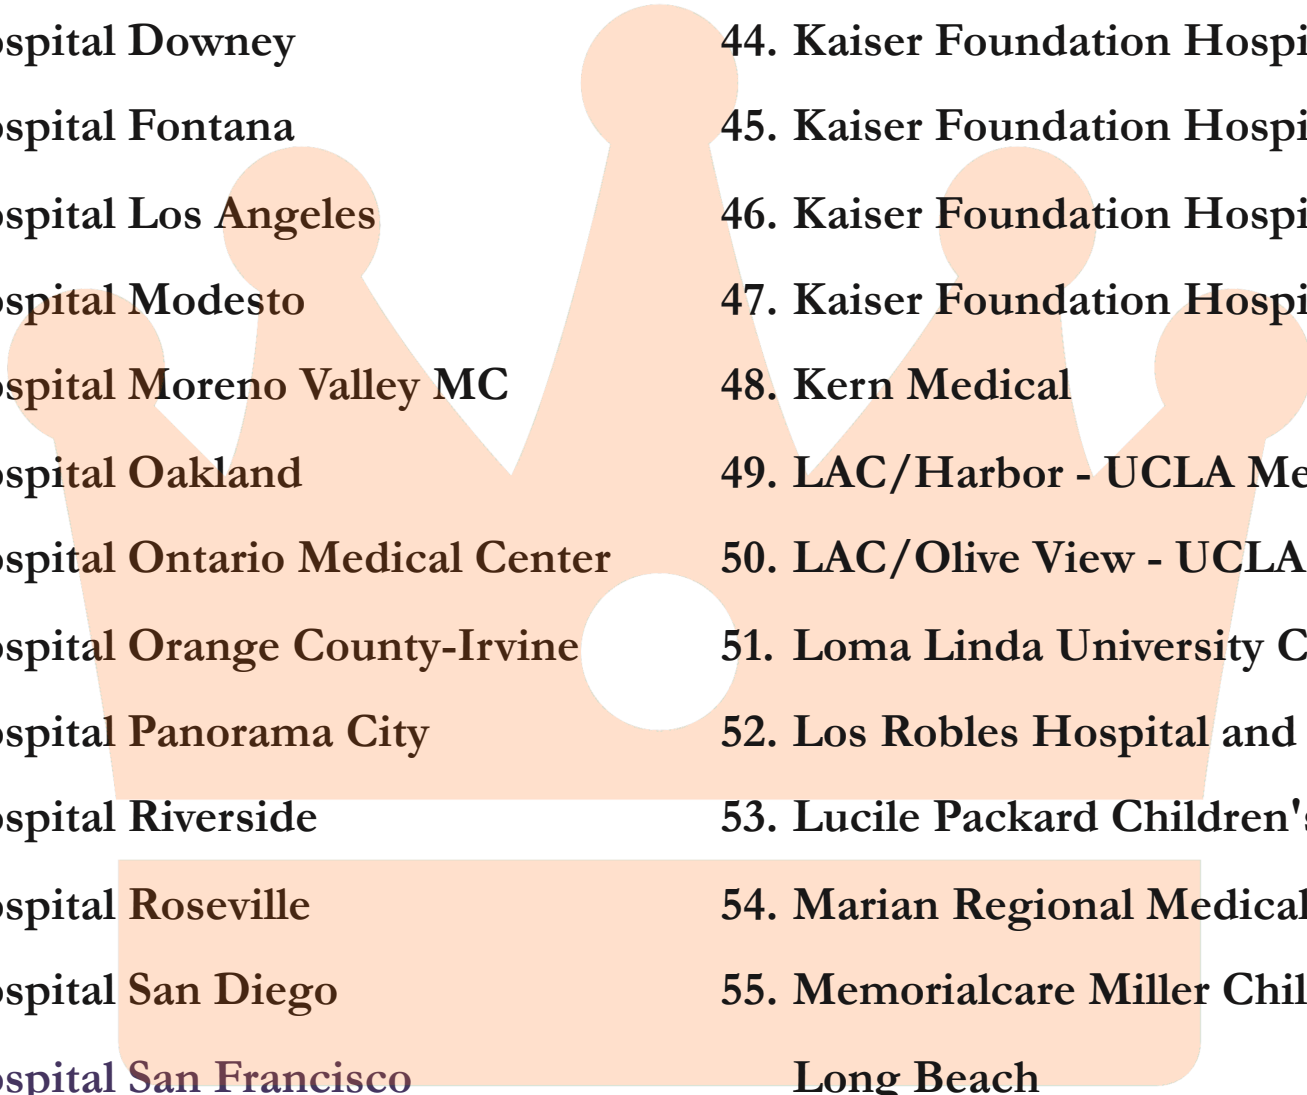 ospital Downey
ospital Fontana
ospital Los Angeles
ospital Modesto
ospital Moreno Valley MC
ospital Oakland
ospital Ontario Medical Center
ospital Orange County-Irvine
ospital Panorama City
ospital Riverside
ospital Roseville
ospital San Diego
ospital San Francisco
44. Kaiser Foundation Hospi
45. Kaiser Foundation Hospi
46. Kaiser Foundation Hospi
47. Kaiser Foundation Hospi
48. Kern Medical
49. LAC/Harbor - UCLA Me
50. LAC/Olive View - UCLA
51. Loma Linda University C
52. Los Robles Hospital and
53. Lucile Packard Children's
54. Marian Regional Medical
55. Memorialcare Miller Chil
Long Beach